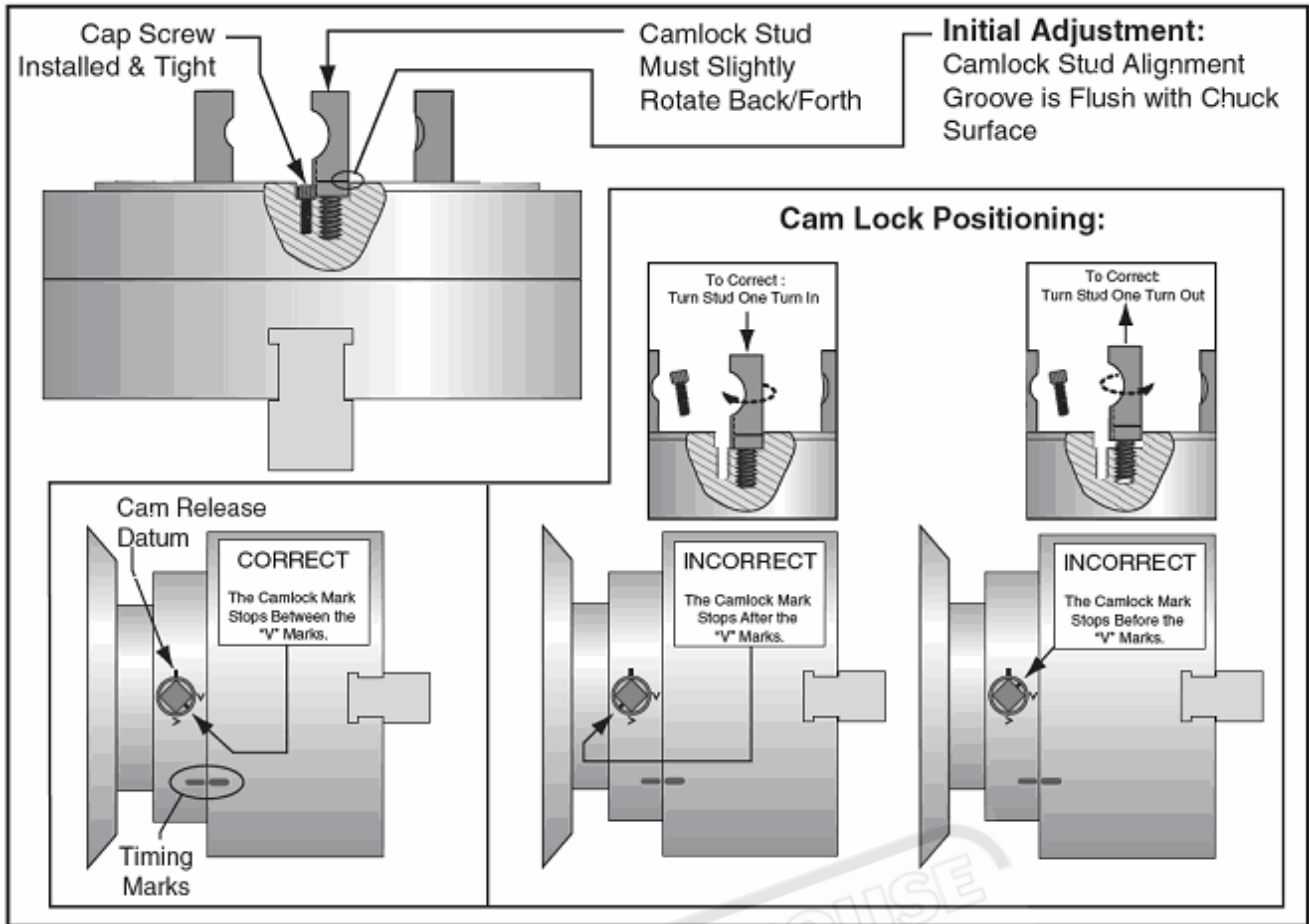 Cap Screw
Installed & Tight
Camlock Stud
Must Slightly
Rotate Back/Forth
Initial Adjustment:
Camlock Stud Alignment
Groove is Flush with Chuck
Surface
Cam Lock Positioning:
To Correct :
Turn Stud One Turn In
To Correct:
Turn Stud One Turn Out
Cam Release
Datum
CORRECT
The Camlock Mark
Stops Between the
"V" Marks.
V
V
Timing
Marks
INCORRECT
The Camlock Mark
Stops After the
"V" Marks.
V
V
INCORRECT
The Camlock Mark
Stops Before the
"V" Marks.
V
V